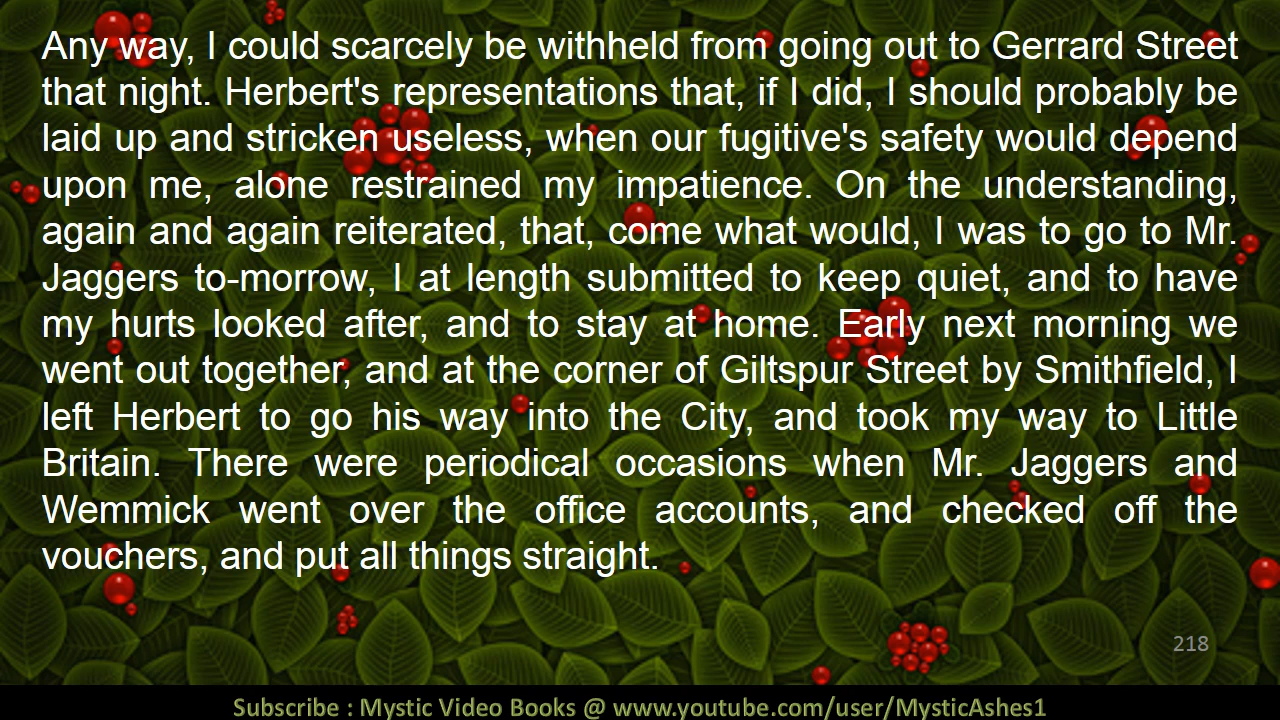 Any way, I could scarcely be withheld from going out to Gerrard Street
that night. Herbert's representations that, if I did, I should probably be
laid up and stricken useless, when our fugitive's safety would depend
upon me, alone restrained my impatience. On the understanding,
again and again reiterated, that, come what would, I was to go to Mr.
Jaggers to-morrow, I at length submitted to keep quiet, and to have
my hurts looked after, and to stay at home. Early next morning we
went out together, and at the corner of Giltspur Street by Smithfield, I
left Herbert to go his way into the City, and took my way to Little
Britain. There were periodical occasions when Mr. Jaggers and
Wemmick went over the office accounts, and checked off the
vouchers, and put all things straight.
218
Subscribe : Mystic Video Books @ www.youtube.com/user/MysticAshes1